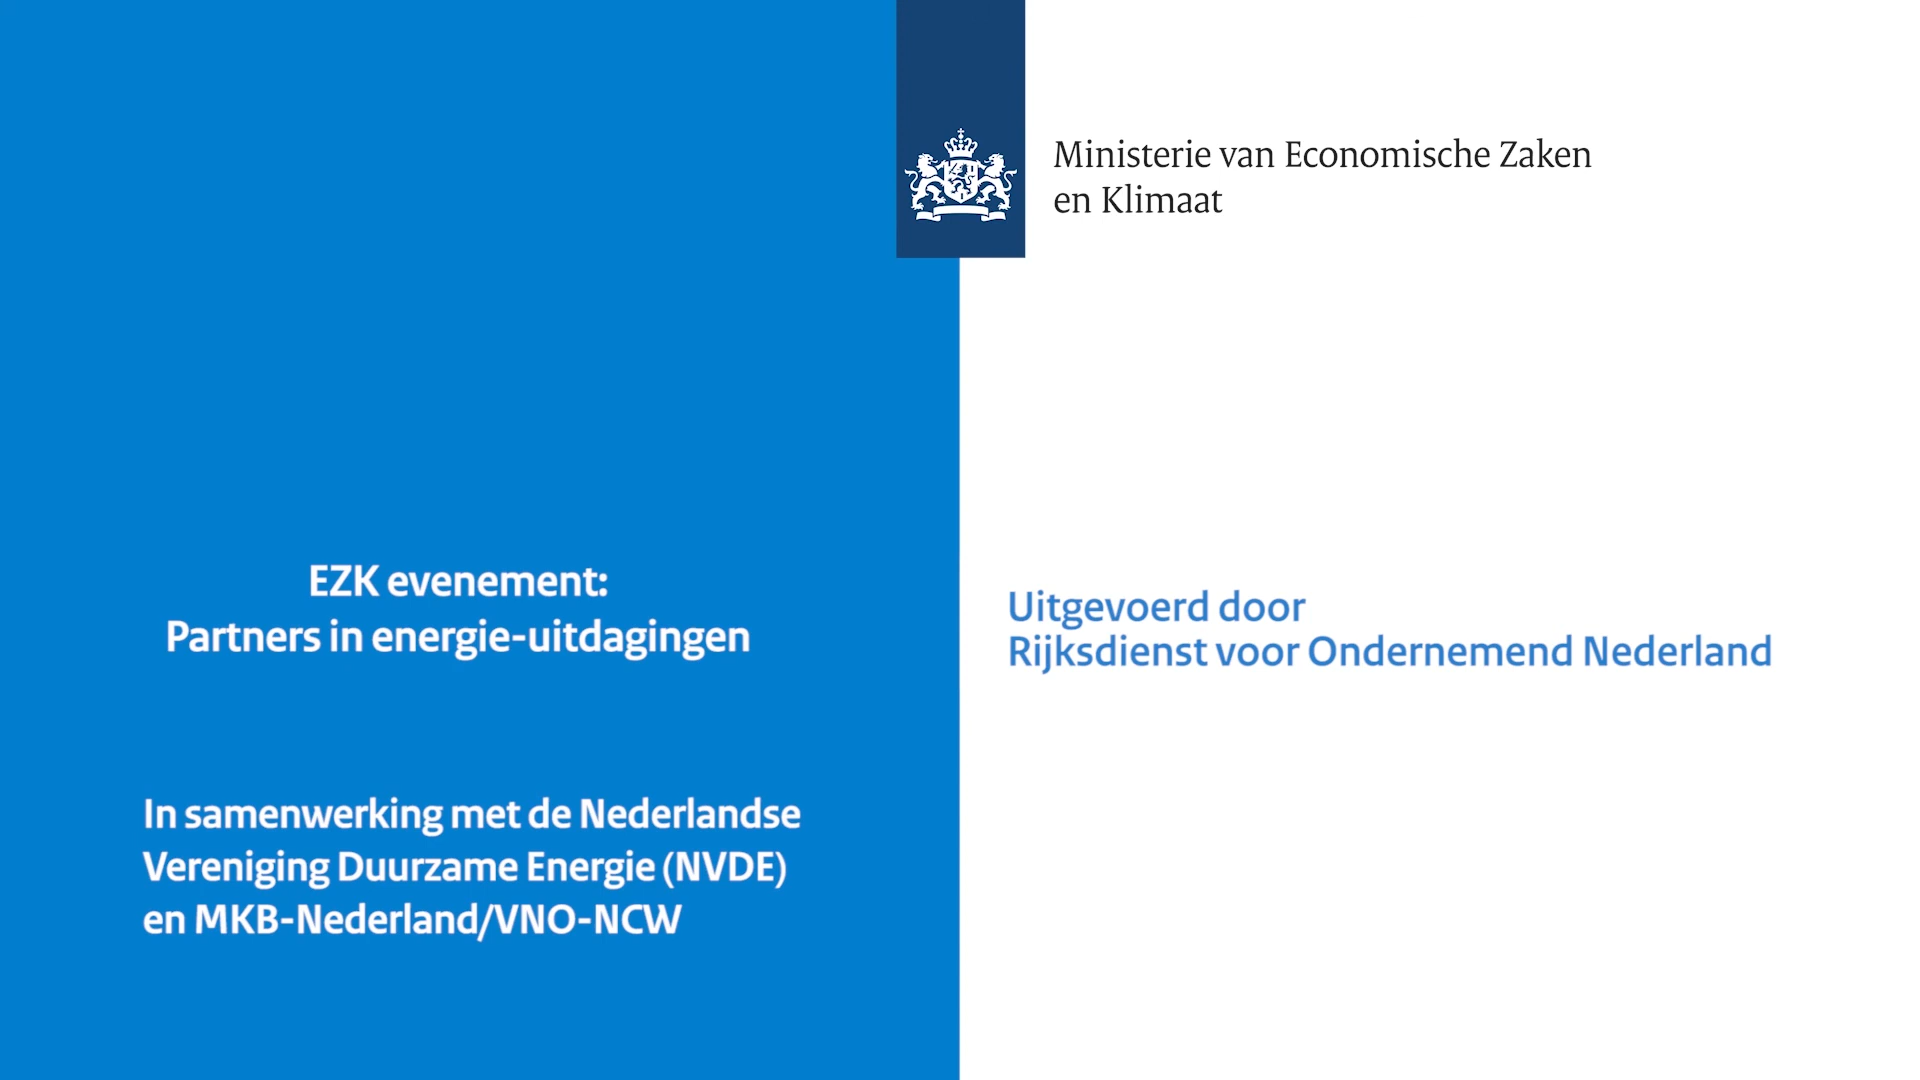 Ministerie van Economische Zaken
en Klimaat
EZK evenement:
Partners in energie-uitdagingen
In samenwerking met de Nederlandse
Vereniging Duurzame Energie (NVDE)
en MKB-Nederland/VNO-NCW
Uitgevoerd door
Rijksdienst voor Ondernemend Nederland